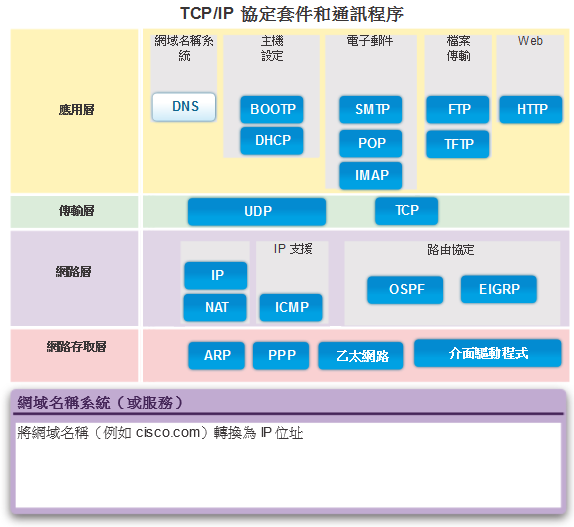 TCP/IP 協定套件和通訊程序
網域名稱系
統
主機
設定
電子郵件
檔案
傳輸
Web
應用層
DNS
BOOTP
SMTP
FTP
HTTP
DHCP
POP
TFTP
IMAP
傳輸層
UDP
TCP
網路層
IP 支援
路由協定
IP
OSPF
EIGRP
NAT
ICMP
網路存取層
ARP
PPP
乙太網路
介面驅動程式
網域名稱系統（或服務）
將網域名稱（例如 cisco.com）轉換為 IP 位址